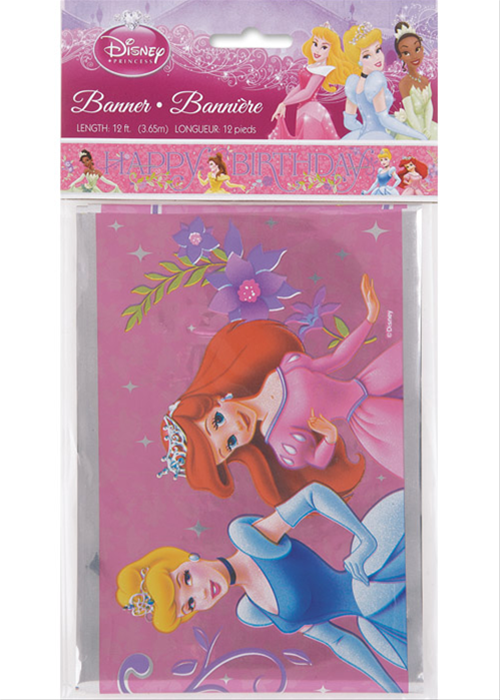 Disney
PRINCESS
Banner • Bannière
LENGTH: 12 ft. (3.65m) LONGUEUR: 12 pieds
HAPPY BIRTHDAY
©Disney